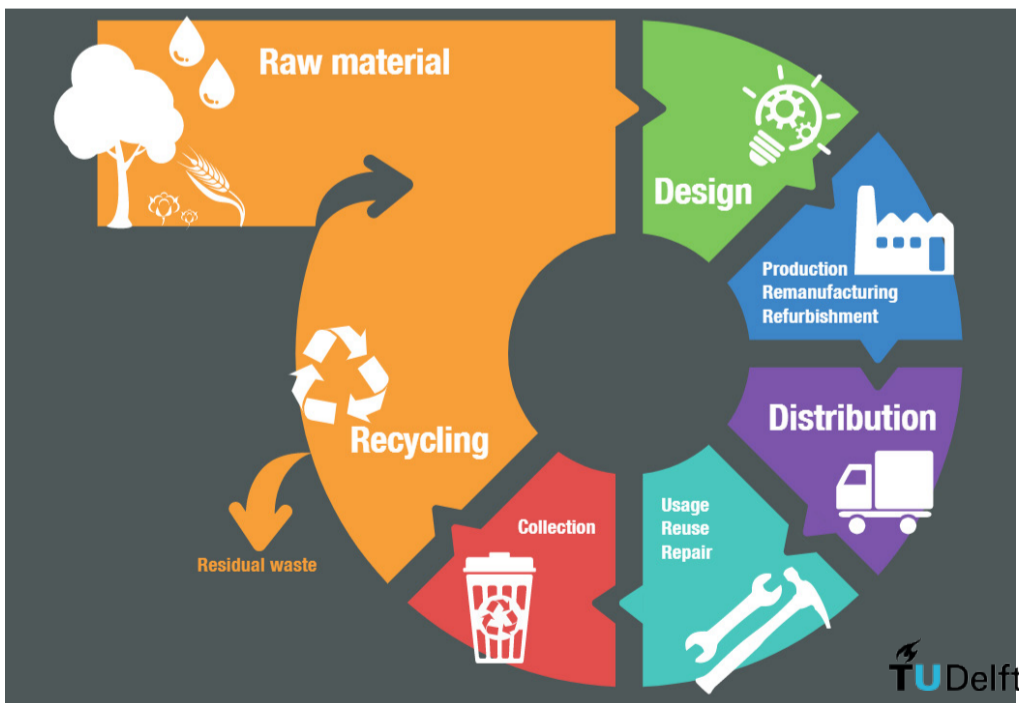 Raw material
Design
Production
Remanufacturing
Refurbishment
Distribution
Usage
Reuse
Repair
Collection
Recycling
Residual waste
TUDelft